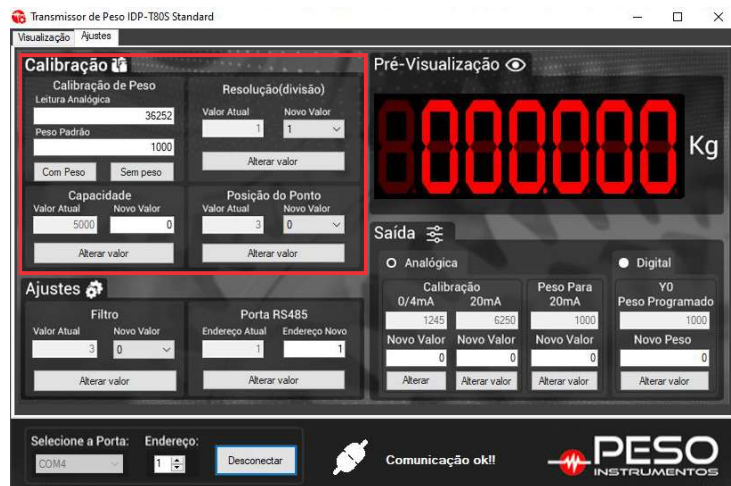 Transmissor de Peso IDP-T80S Standard
Visualização Ajustes
Calibração
Calibração de Peso
Leitura Analógica
36252
Peso Padrão
1000
Com Peso Sem peso
Resolução(divisão)
Valor Atual Novo Valor
1 1
Alterar valor
Capacidade
Valor Atual Novo Valor
5000 0
Alterar valor
Posição do Ponto
Valor Atual Novo Valor
3 0
Alterar valor
Ajustes
Filtro
Valor Atual Novo Valor
3 0
Alterar valor
Porta RS485
Endereço Atual Endereço Novo
1 1
Alterar valor
Pré-Visualização
000.000 Kg
Saída
Analógica
Calibração
0/4mA 20mA
1245 6250
Novo Valor Novo Valor
0 0
Alterar Alterar valor
Peso Para
20mA
1000
Novo Valor
0
Alterar valor
Digital
Y0
Peso Programado
1000
Novo Peso
0
Alterar valor
Selecione a Porta: Endereço:
COM4 1 Desconectar
Comunicação ok!!
PESO
INSTRUMENTOS